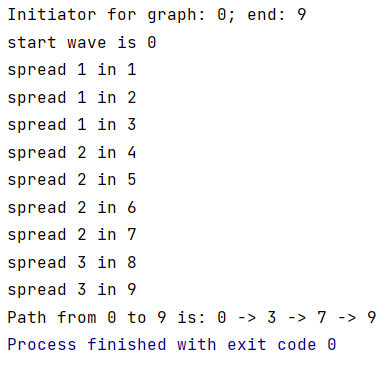 Initiator for graph: 0; end: 9
start wave is 0
spread 1 in 1
spread 1 in 2
spread 1 in 3
spread 2 in 4
spread 2 in 5
spread 2 in 6
spread 2 in 7
spread 3 in 8
spread 3 in 9
Path from 0 to 9 is: 0 -> 3 -> 7 -> 9
Process finished with exit code 0